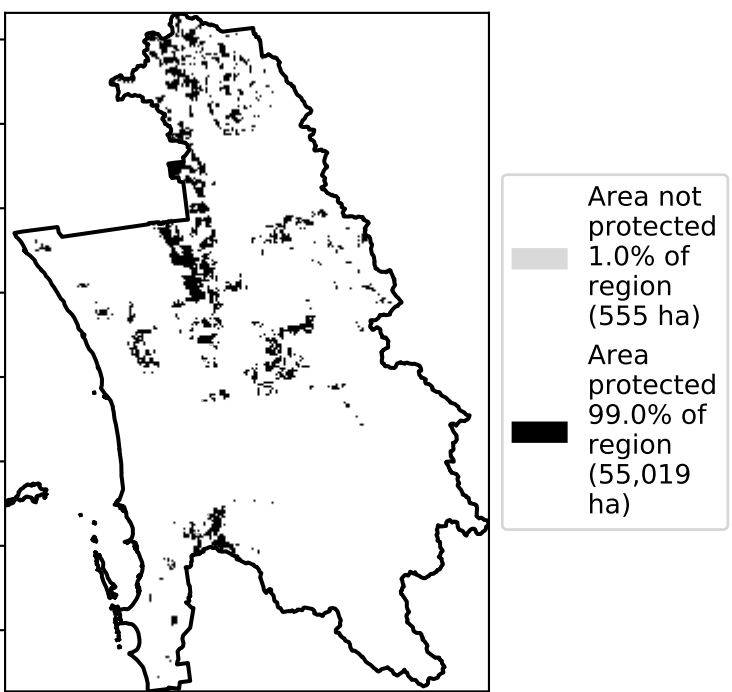 Area not
protected
1.0% of
region
(555 ha)
Area
protected
99.0% of
region
(55,019
ha)